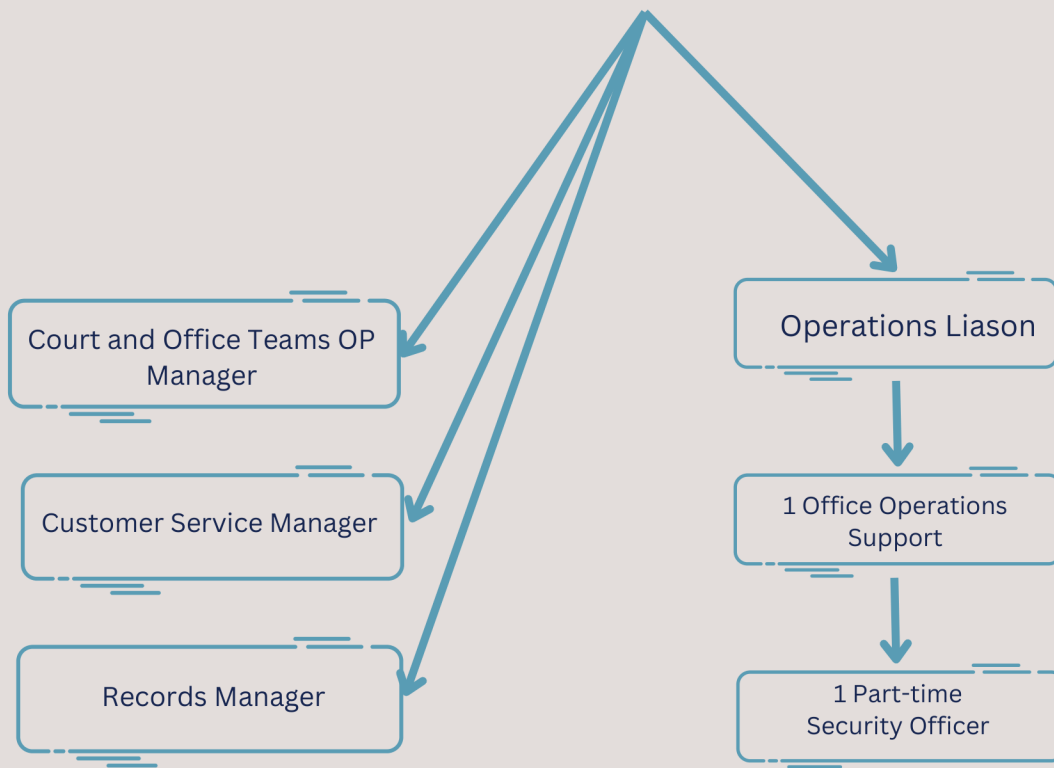 Court and Office Teams OP
Manager
Customer Service Manager
Records Manager
Operations Liason
1 Office Operations
Support
1 Part-time
Security Officer